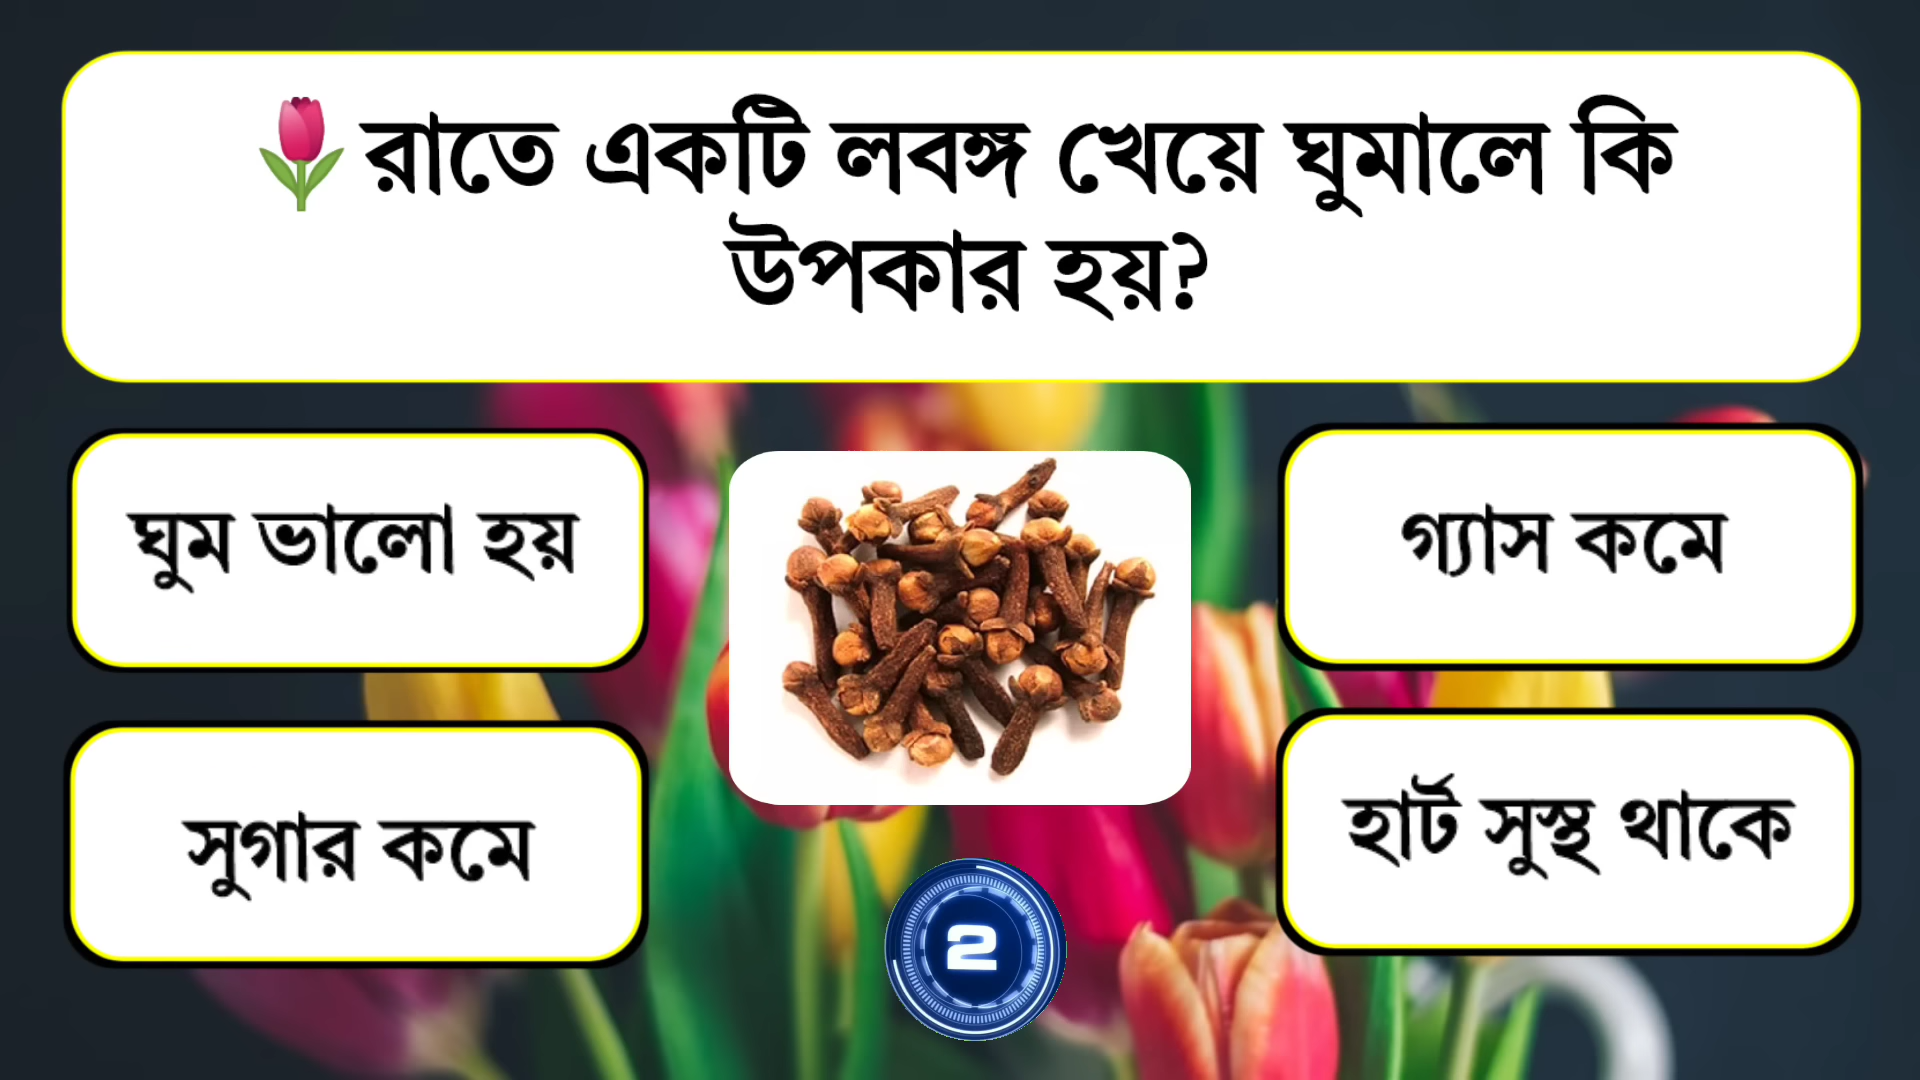 🌷রাতে একটি লবঙ্গ খেয়ে ঘুমালে কি
উপকার হয়?
ঘুম ভালো হয়
গ্যাস কমে
সুগার কমে
হার্ট সুস্থ থাকে
2